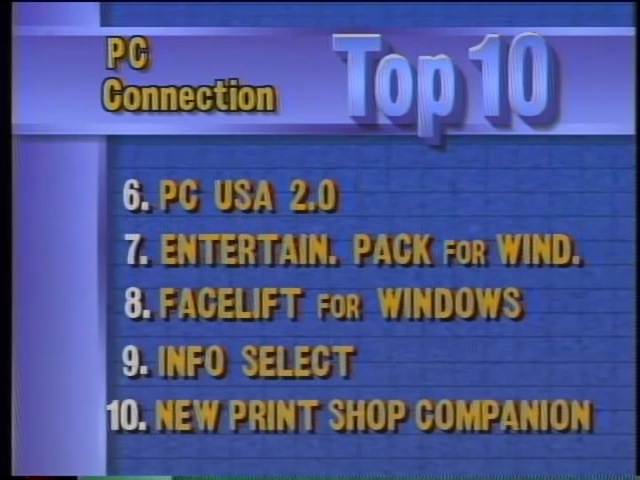 PC
Connection
Top 10
6. PC USA 2.0
7. ENTERTAIN. PACK FOR WIND.
8. FACELIFT FOR WINDOWS
9. INFO SELECT
10. NEW PRINT SHOP COMPANION